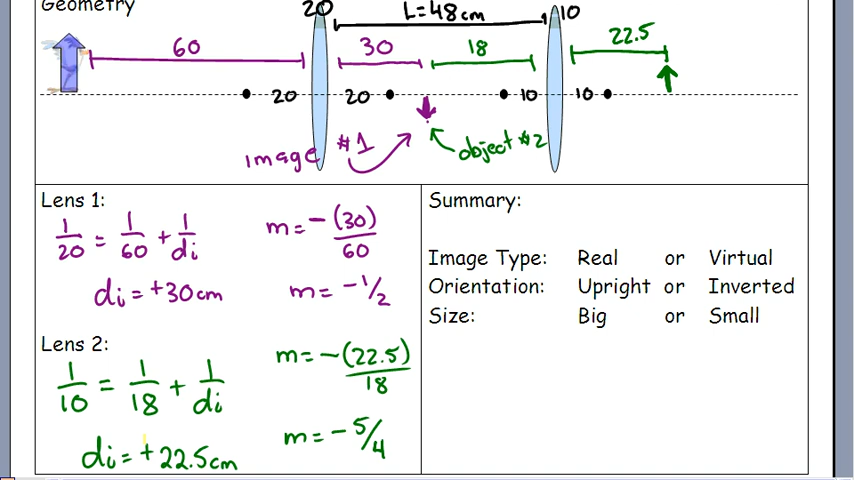 Geometry
20
L=48cm
10
60
30
18
22.5
20
20
10
10
image #1
object #2
Lens 1:
1/20 = 1/60 + 1/di
m = -(30)/60
di = +30cm
m = -1/2
Lens 2:
1/10 = 1/18 + 1/di
m = -(22.5)/18
di = +22.5cm
m = -5/4
Summary:
Image Type: Real or Virtual
Orientation: Upright or Inverted
Size: Big or Small